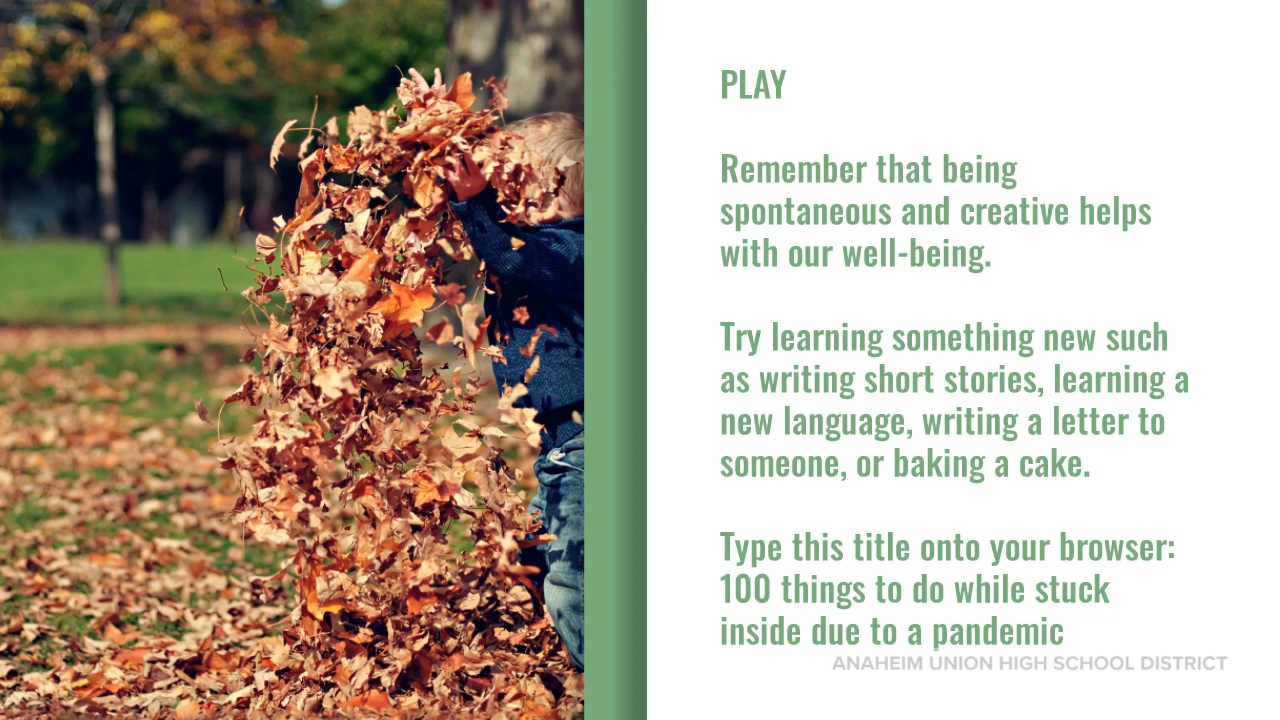 PLAY
Remember that being
spontaneous and creative helps
with our well-being.
Try learning something new such
as writing short stories, learning a
new language, writing a letter to
someone, or baking a cake.
Type this title onto your browser:
100 things to do while stuck
inside due to a pandemic
ANAHEIM UNION HIGH SCHOOL DISTRICT